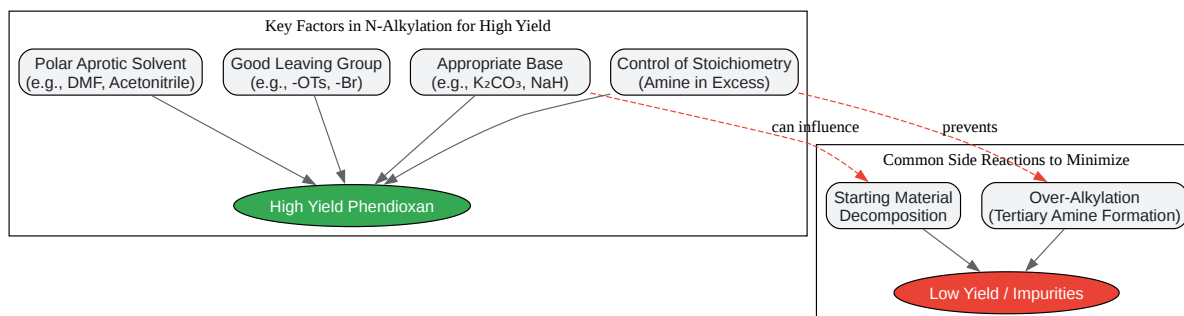 Key Factors in N-Alkylation for High Yield
Polar Aprotic Solvent
(e.g., DMF, Acetonitrile)
Good Leaving Group
(e.g., -OTs, -Br)
Appropriate Base
(e.g., K₂CO₃, NaH)
Control of Stoichiometry
(Amine in Excess)
can influence
prevents
High Yield Phendioxan
Common Side Reactions to Minimize
Starting Material
Decomposition
Over-Alkylation
(Tertiary Amine Formation)
Low Yield / Impurities